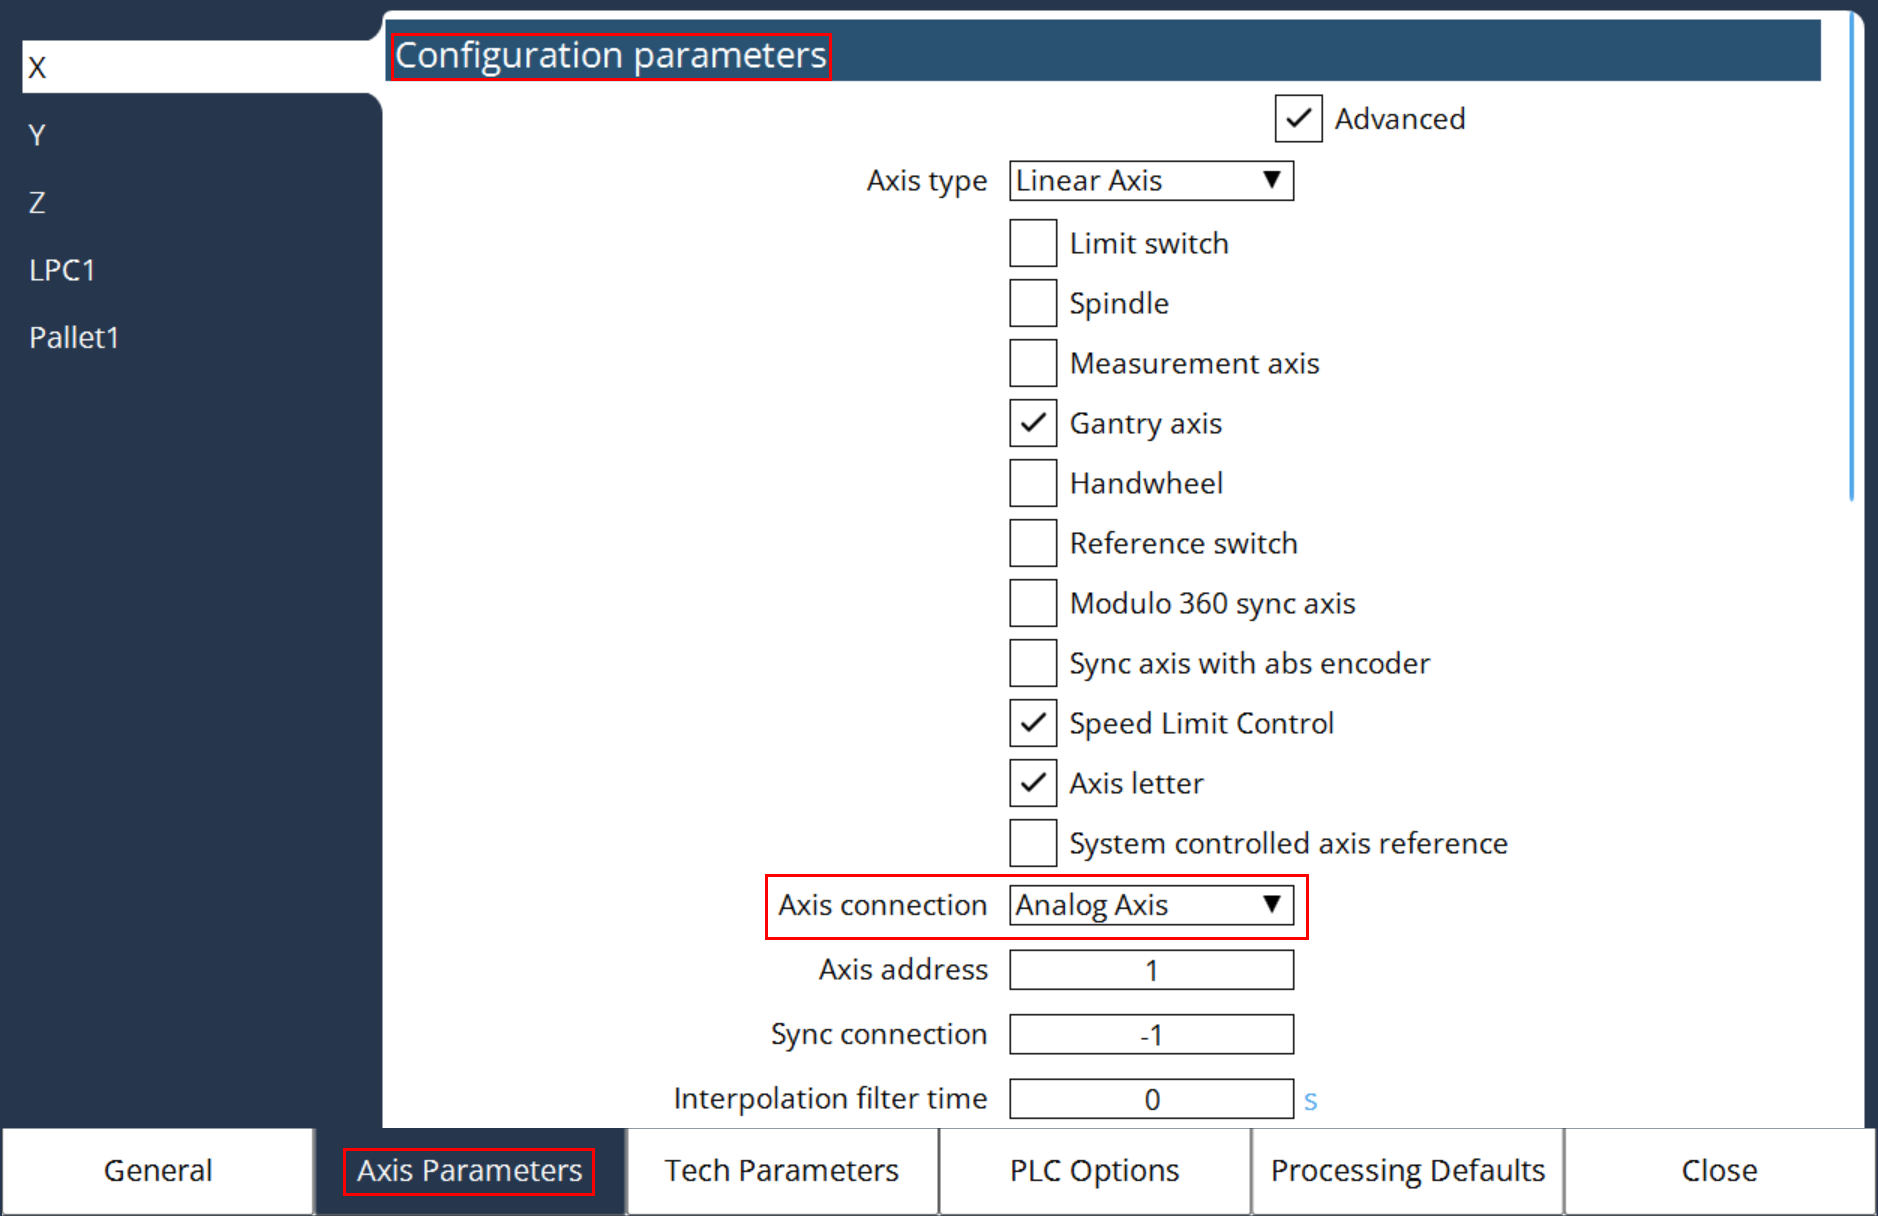 X
Y
Z
LPC1
Pallet1
Configuration parameters
Advanced
Axis type Linear Axis
Limit switch
Spindle
Measurement axis
Gantry axis
Handwheel
Reference switch
Modulo 360 sync axis
Sync axis with abs encoder
Speed Limit Control
Axis letter
System controlled axis reference
Axis connection Analog Axis
Axis address 1
Sync connection -1
Interpolation filter time 0 s
General Axis Parameters Tech Parameters PLC Options Processing Defaults Close